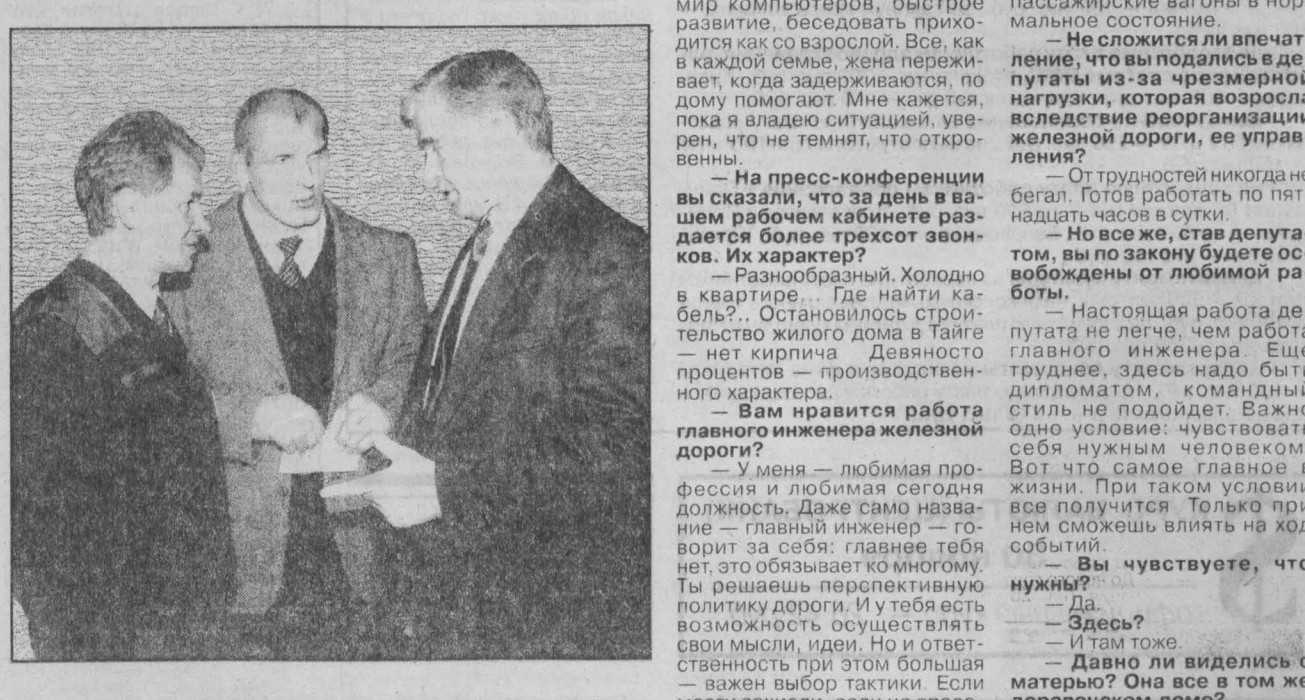 мир компьютеров, быстрое
развитие, беседовать прихо-
дится как со взрослой. Все, как
в каждой семье, жена пережи-
вает, когда задерживаются, по
дому помогают. Мне кажется,
пока я владею ситуацией, уве-
рен, что не темнят, что откро-
венны.
— На пресс-конференции
вы сказали, что за день в ва-
шем рабочем кабинете раз-
дается более трехсот звон-
ков. Их характер?
— Разнообразный. Холодно
в квартире... Где найти ка-
бель?.. Остановилось строи-
тельство жилого дома в Тайге
— нет кирпича Девяносто
процентов — производствен-
ного характера.
— Вам нравится работа
главного инженера железной
дороги?
— У меня — любимая про-
фессия и любимая сегодня
должность. Даже само назва-
ние — главный инженер — го-
ворит за себя: главнее тебя
нет, это обязывает ко многому.
Ты решаешь перспективную
политику дороги. И у тебя есть
возможность осуществлять
свои мысли, идеи. Но и ответ-
ственность при этом большая
— важен выбор тактики. Если
пассажирские вагоны в нор
мальное состояние.
— Не сложится ли впечат
ление, что вы подались в де
путаты из-за чрезмерной
нагрузки, которая возросла
вследствие реорганизации
железной дороги, ее управ
ления?
— От трудностей никогда не
бегал. Готов работать по пят
надцать часов в сутки.
— Но все же, став депута
том, вы по закону будете ос
вобождены от любимой ра
боты.
— Настоящая работа де
путата не легче, чем работа
главного инженера. Еще
труднее, здесь надо быть
дипломатом, командный
стиль не подойдет. Важно
одно условие: чувствовать
себя нужным человеком.
Вот что самое главное в
жизни. При таком условии
все получится Только при
нем сможешь влиять на ход
событий.
— Вы чувствуете, что
нужны?
— Да.
— Здесь?
— И там тоже.
— Давно ли виделись с
матерью? Она все в том же